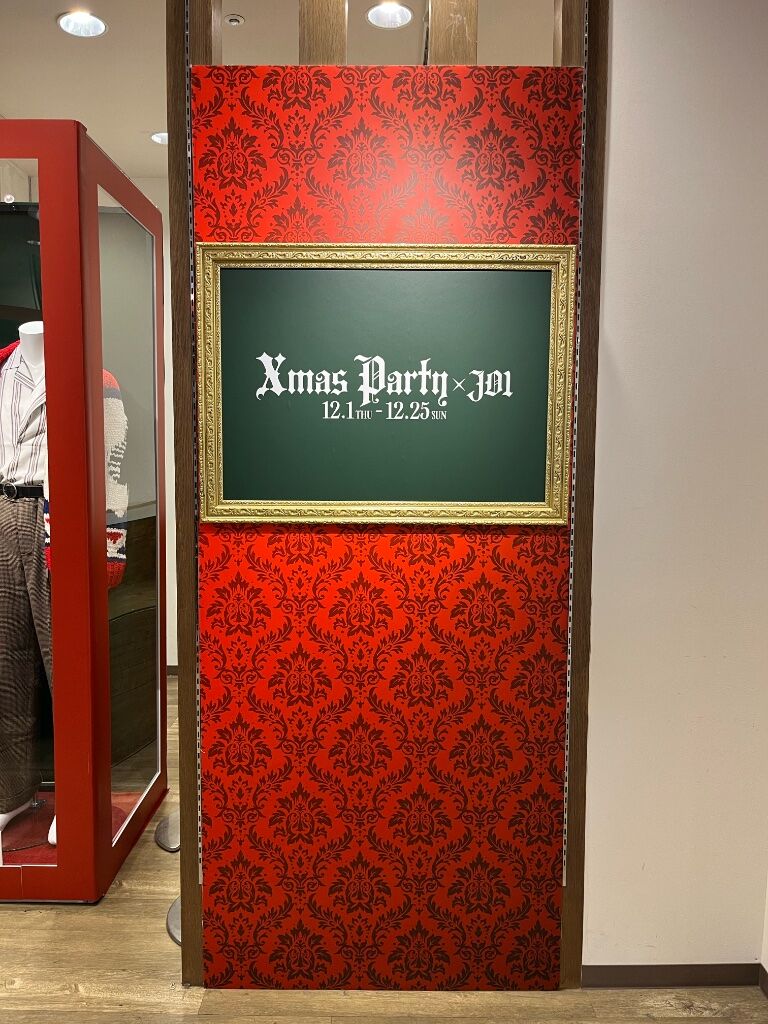 Xmas Party × JO1
12.1 THU - 12.25 SUN